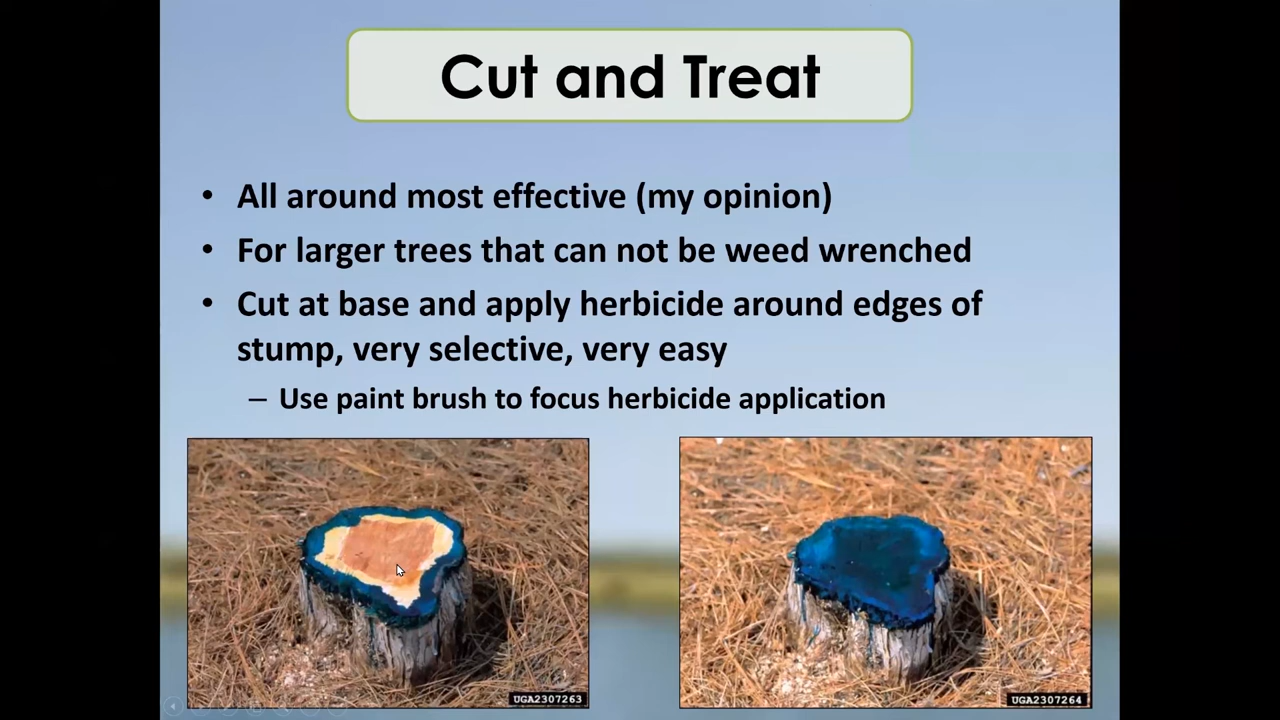 Cut and Treat
• All around most effective (my opinion)
• For larger trees that can not be weed wrenched
• Cut at base and apply herbicide around edges of
stump, very selective, very easy
– Use paint brush to focus herbicide application
UGA2307263
UGA2307264